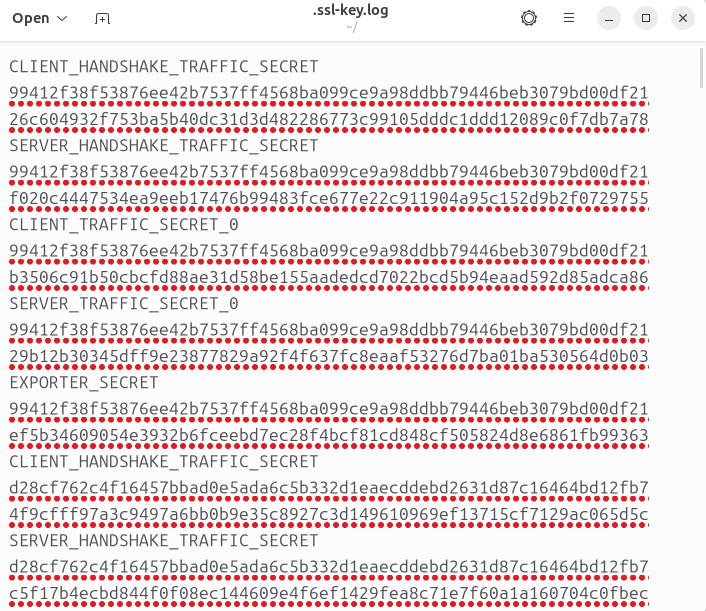 Open
.ssl-key.log
~/
CLIENT_HANDSHAKE_TRAFFIC_SECRET
99412f38f53876ee42b7537ff4568ba099ce9a98ddbb79446beb3079bd00df21
26c604932f753ba5b40dc31d3d482286773c99105dddc1ddd12089c0f7db7a78
SERVER_HANDSHAKE_TRAFFIC_SECRET
99412f38f53876ee42b7537ff4568ba099ce9a98ddbb79446beb3079bd00df21
f020c4447534ea9eeb17476b99483fce677e22c911904a95c152d9b2f0729755
CLIENT_TRAFFIC_SECRET_0
99412f38f53876ee42b7537ff4568ba099ce9a98ddbb79446beb3079bd00df21
b3506c91b50cbcfd88ae31d58be155aadedcd7022bcd5b94eaad592d85adca86
SERVER_TRAFFIC_SECRET_0
99412f38f53876ee42b7537ff4568ba099ce9a98ddbb79446beb3079bd00df21
29b12b30345dff9e23877829a92f4f637fc8eaaf53276d7ba01ba530564d0b03
EXPORTER_SECRET
99412f38f53876ee42b7537ff4568ba099ce9a98ddbb79446beb3079bd00df21
ef5b34609054e3932b6fceebd7ec28f4bcf81cd848cf505824d8e6861fb99363
CLIENT_HANDSHAKE_TRAFFIC_SECRET
d28cf762c4f16457bbad0e5ada6c5b332d1eaecddebd2631d87c16464bd12fb7
4f9cfff97a3c9497a6bb0b9e35c8927c3d149610969ef13715cf7129ac065d5c
SERVER_HANDSHAKE_TRAFFIC_SECRET
d28cf762c4f16457bbad0e5ada6c5b332d1eaecddebd2631d87c16464bd12fb7
c5f17b4ecbd844f0f08ec144609e4f6ef1429fea8c71e7f60a1a160704c0fbec